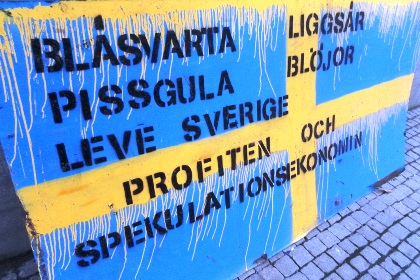 BLÅSVARTA LIGGSÅR
PISSGULA BLÖJOR
LEVE SVERIGE
PROFITEN OCH
SPEKULATIONSEKONOMIN